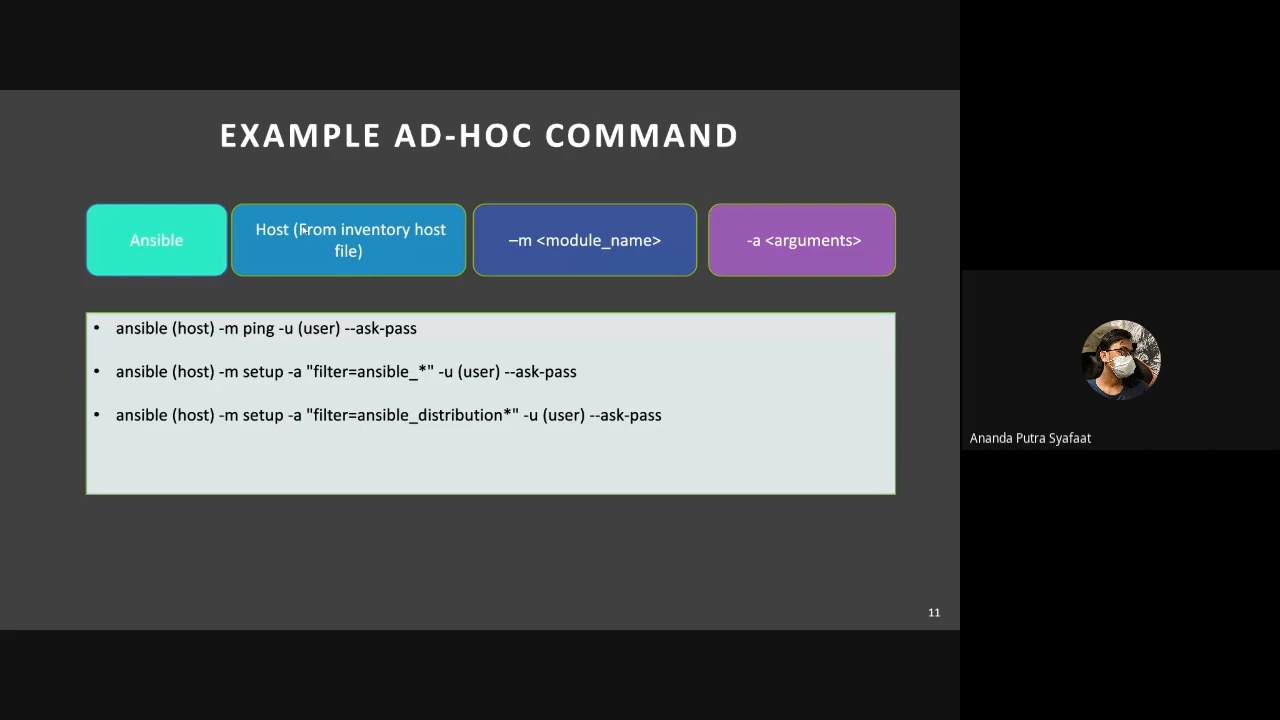 EXAMPLE AD-HOC COMMAND
Ansible
Host (From inventory host
file)
–m <module_name>
-a <arguments>
• ansible (host) -m ping -u (user) --ask-pass
• ansible (host) -m setup -a "filter=ansible_*" -u (user) --ask-pass
• ansible (host) -m setup -a "filter=ansible_distribution*" -u (user) --ask-pass
11
Ananda Putra Syafaat